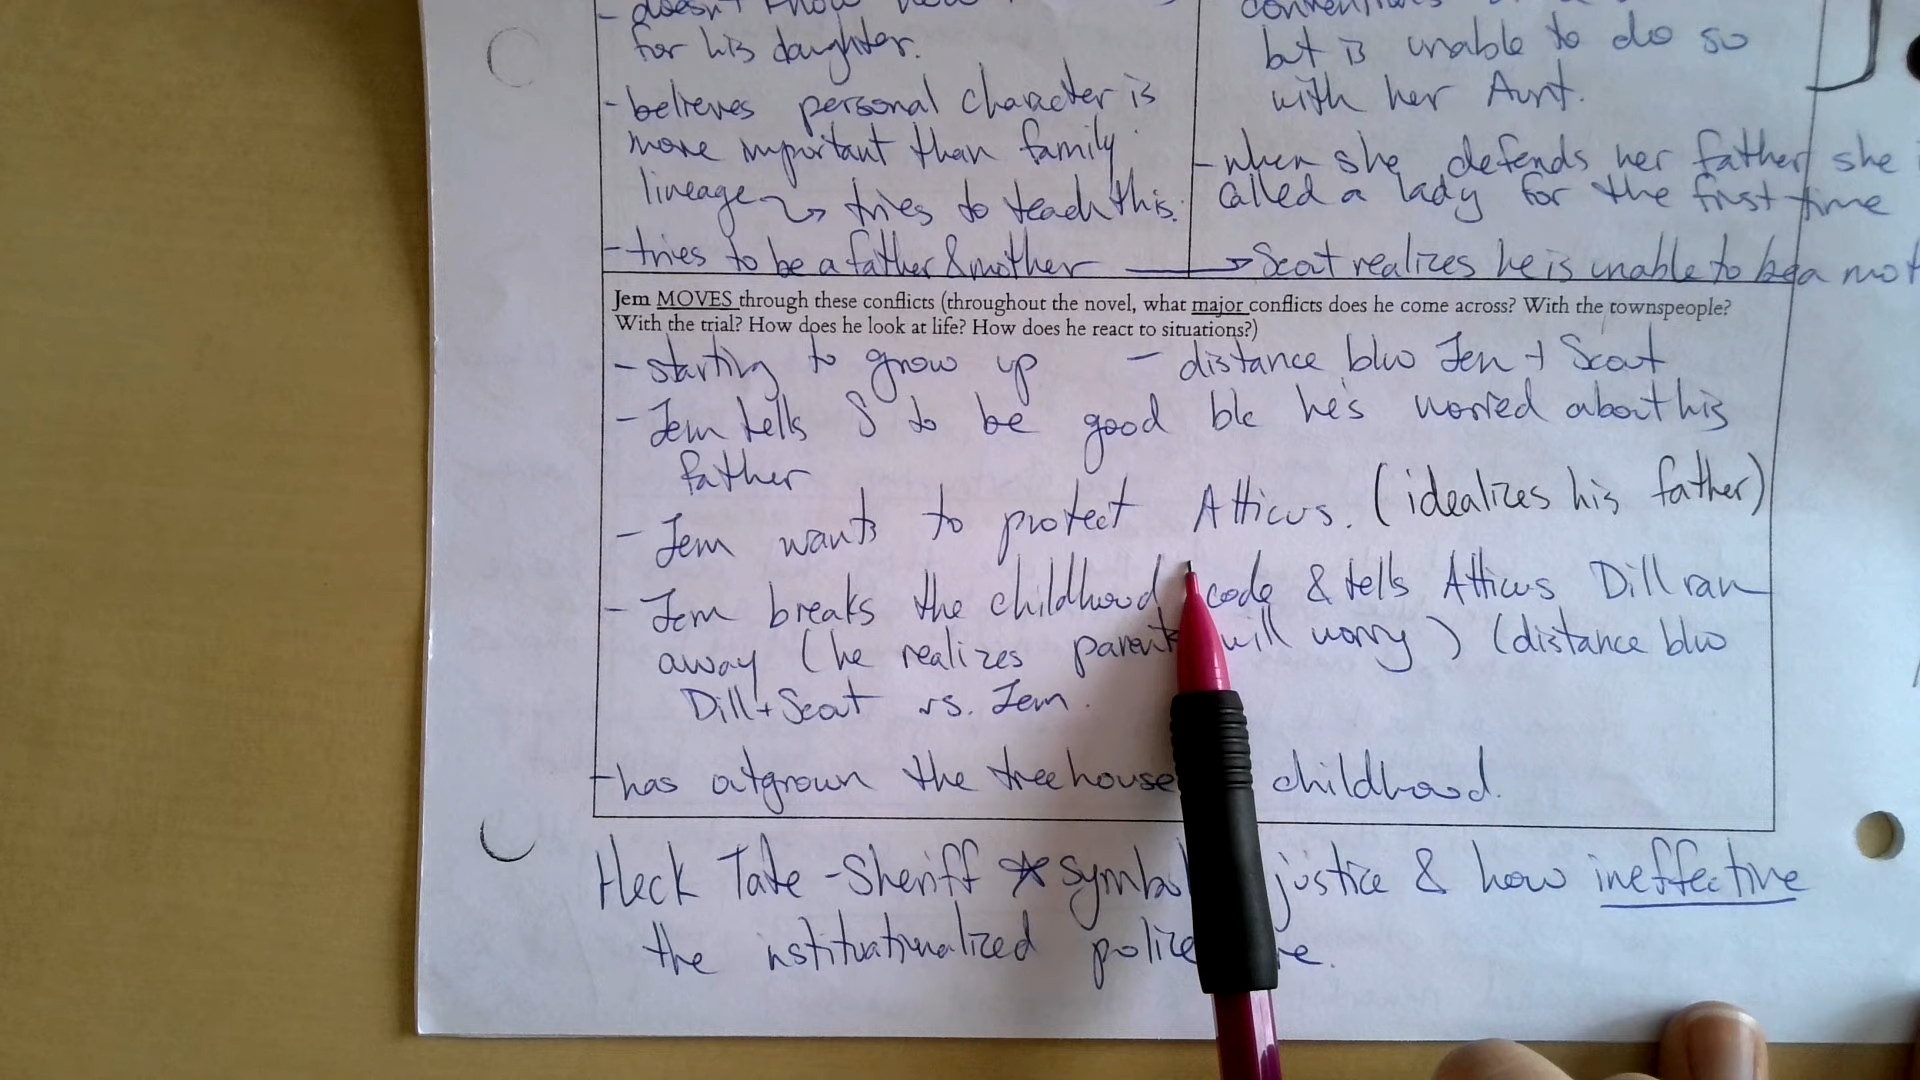 - doesn't know how
for his daughter.
- believes personal character is
more important than family
lineage → tries to teach this.
- tries to be a father & mother → Scout realizes he is unable to be a mot
but is unable to do so
with her Aunt.
- when she defends her father she
called a lady for the first time
Jem MOVES through these conflicts (throughout the novel, what major conflicts does he come across? With the townspeople?
With the trial? How does he look at life? How does he react to situations?)
- starting to grow up - distance b/w Jem + Scout
- Jem tells S to be good b/c he's worried about his
father
- Jem wants to protect Atticus. (idealizes his father)
- Jem breaks the childhood code & tells Atticus Dill ran
away (he realizes parents will worry) (distance b/w
Dill + Scout vs. Jem.
- has outgrown the treehouse childhood.
Heck Tate - Sheriff * symbol justice & how ineffective
the institutionalized police